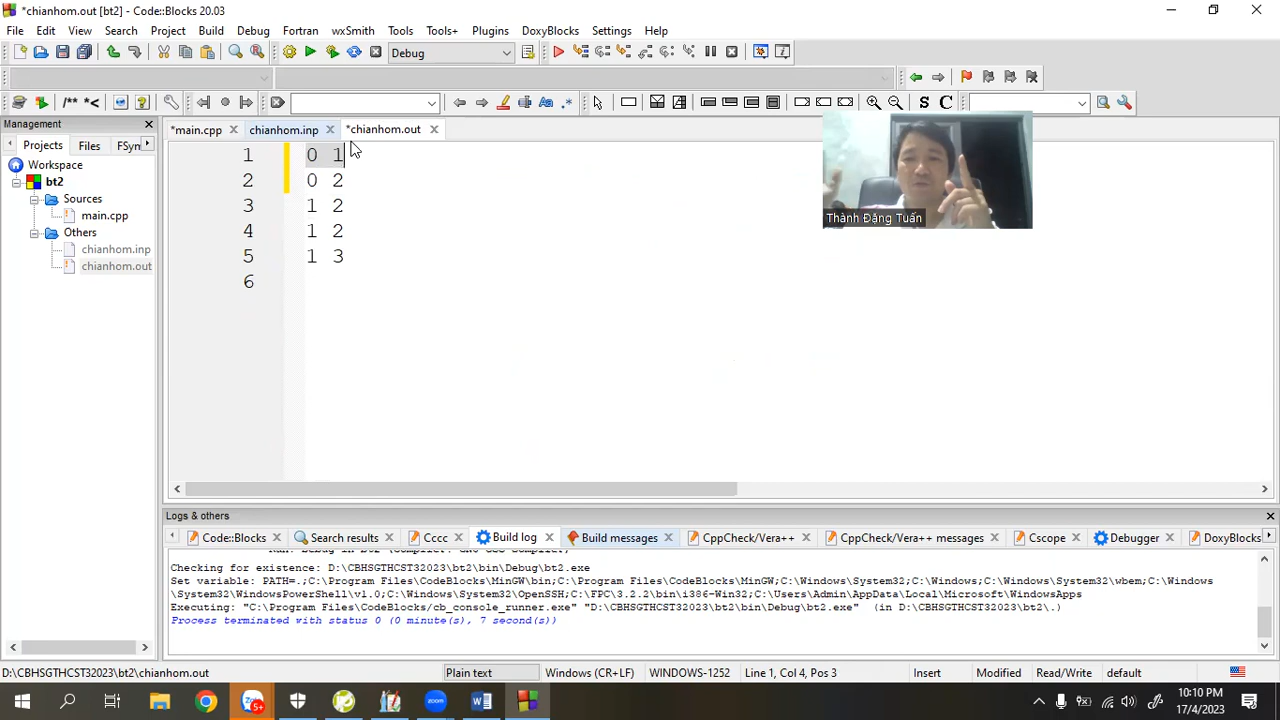 *chianhom.out [bt2] - Code::Blocks 20.03
File Edit View Search Project Build Debug Fortran wxSmith Tools Tools+ Plugins DoxyBlocks Settings Help
Debug
/** *<
S C
Management
Projects Files FSyn
Workspace
bt2
Sources
main.cpp
Others
chianhom.inp
chianhom.out
*main.cpp chianhom.inp *chianhom.out
1 0 1
2 0 2
3 1 2
4 1 2
5 1 3
6
Thành Đặng Tuấn
Logs & others
Code::Blocks Search results Cccc Build log Build messages CppCheck/Vera++ CppCheck/Vera++ messages Cscope Debugger DoxyBlocks
Checking for existence: D:\CBHSGTHCST32023\bt2\bin\Debug\bt2.exe
Set variable: PATH=.;C:\Program Files\CodeBlocks\MinGW\bin;C:\Program Files\CodeBlocks\MinGW;C:\Windows\System32;C:\Windows;C:\Windows\System32\wbem;C:\Windows
\System32\WindowsPowerShell\v1.0;C:\Windows\System32\OpenSSH;C:\FPC\3.2.2\bin\i386-Win32;C:\Users\Admin\AppData\Local\Microsoft\WindowsApps
Executing: "C:\Program Files\CodeBlocks/cb_console_runner.exe" "D:\CBHSGTHCST32023\bt2\bin\Debug\bt2.exe" (in D:\CBHSGTHCST32023\bt2\.)
Process terminated with status 0 (0 minute(s), 7 second(s))
D:\CBHSGTHCST32023\bt2\chianhom.out Plain text Windows (CR+LF) WINDOWS-1252 Line 1, Col 4, Pos 3 Insert Modified Read/Write default
5+ zoom W
10:10 PM
17/4/2023